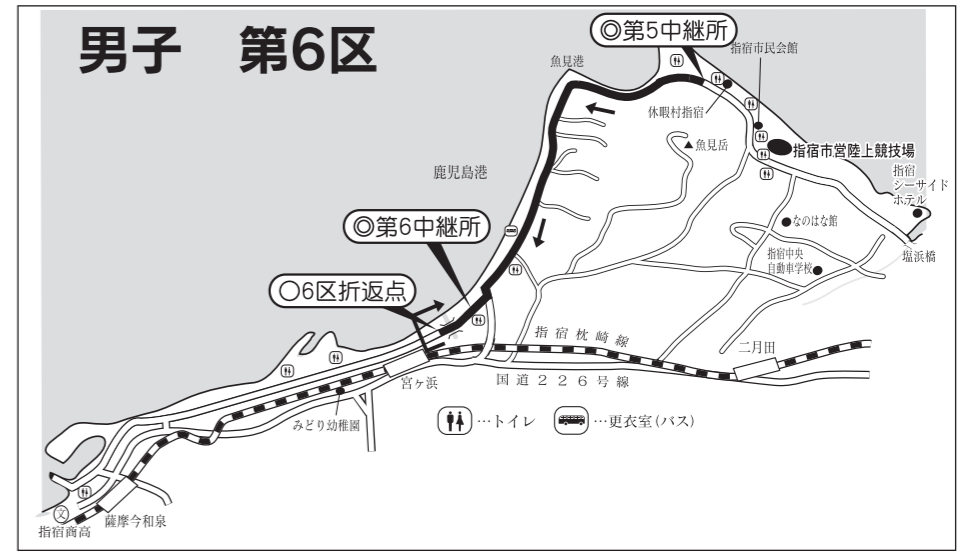 男子 第6区
◎第5中継所
指宿市民会館
魚見港
休暇村指宿
魚見岳
指宿市営陸上競技場
鹿児島港
指宿
シーサイド
ホテル
◎第6中継所
なのはな館
指宿中央
自動車学校
塩浜橋
○6区折返点
指宿枕崎線
二月田
宮ヶ浜
国道226号線
みどり幼稚園
…トイレ
…更衣室(バス)
文
薩摩今和泉
指宿商高